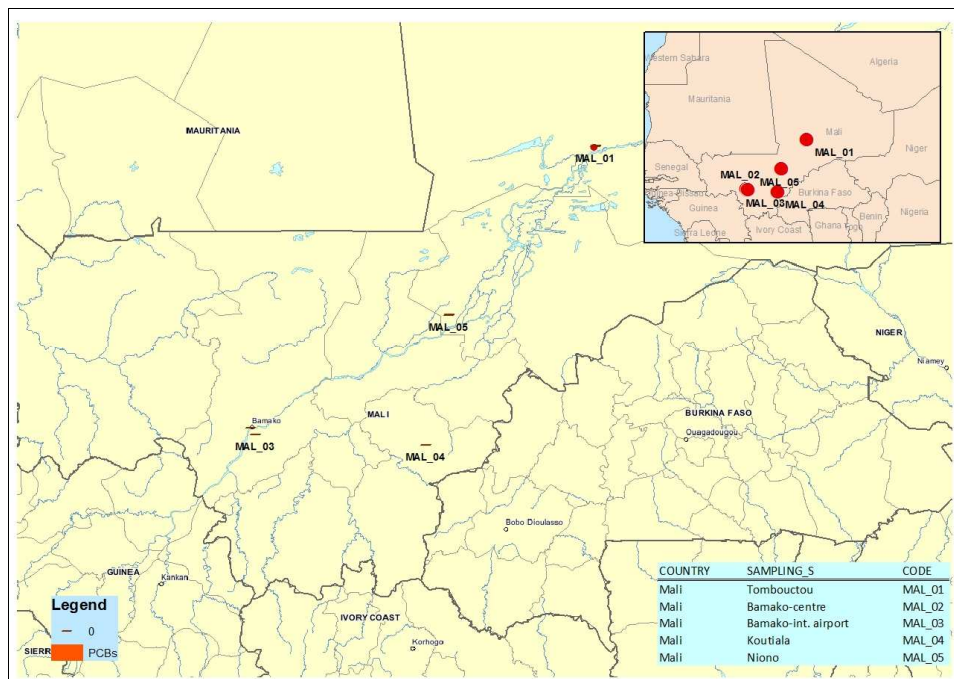 MAURITANIA
MAL_01
MAL_05
NIGER
Niamey
Bamako
MALI
BURKINA FASO
Ouagadougou
MAL_03
MAL_04
Bobo Dioulasso
GUINEA
Kankan
IVORY COAST
Korhogo
SIERR
Legend
0
PCBs
Western Sahara
Algeria
Mauritania
Mali
MAL_01
Niger
Senegal
MAL_02
MAL_05
Burkina Faso
Guinea
MAL_03
MAL_04
Benin
Nigeria
Ivory Coast
Ghana
Sierra Leone
COUNTRY SAMPLING_S CODE
Mali Tombouctou MAL_01
Mali Bamako-centre MAL_02
Mali Bamako-int. airport MAL_03
Mali Koutiala MAL_04
Mali Niono MAL_05